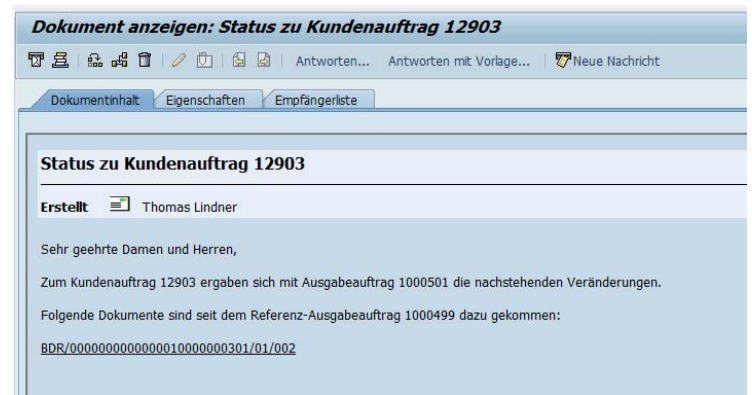 Dokument anzeigen: Status zu Kundenauftrag 12903
Antworten... Antworten mit Vorlage... Neue Nachricht
Dokumentinhalt Eigenschaften Empfängerliste
Status zu Kundenauftrag 12903
Erstellt Thomas Lindner
Sehr geehrte Damen und Herren,
Zum Kundenauftrag 12903 ergaben sich mit Ausgabeauftrag 1000501 die nachstehenden Veränderungen.
Folgende Dokumente sind seit dem Referenz-Ausgabeauftrag 1000499 dazu gekommen:
BDR/0000000000000010000000301/01/002